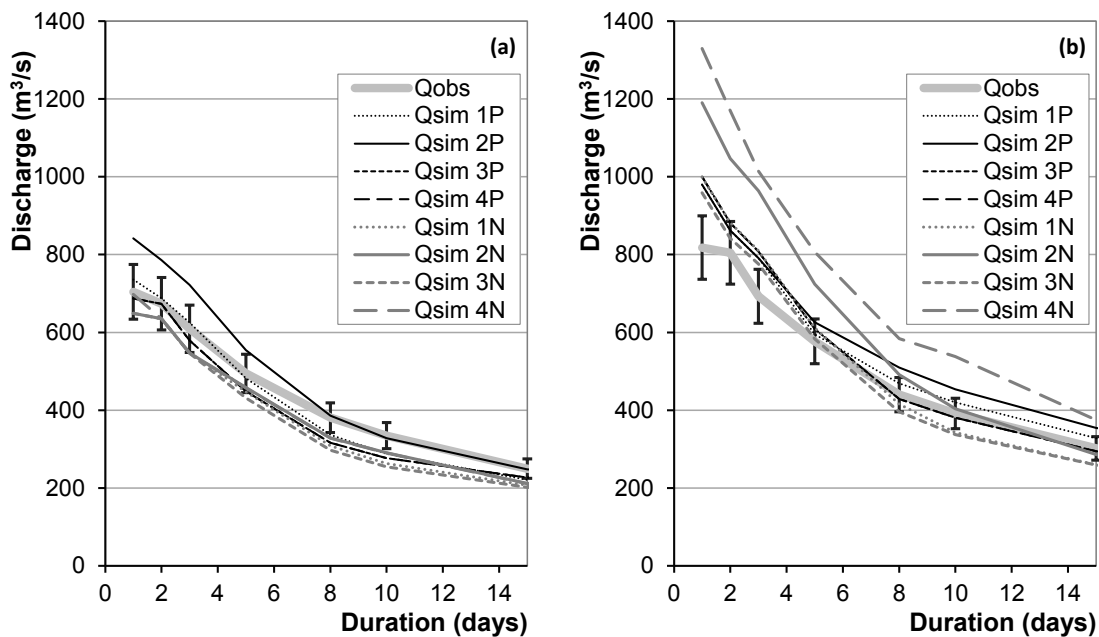 (a)
Discharge (m³/s)
1400
1200
1000
800
600
400
200
0
Qobs
Qsim 1P
Qsim 2P
Qsim 3P
Qsim 4P
Qsim 1N
Qsim 2N
Qsim 3N
Qsim 4N
0 2 4 6 8 10 12 14
Duration (days)
(b)
Discharge (m³/s)
1400
1200
1000
800
600
400
200
0
Qobs
Qsim 1P
Qsim 2P
Qsim 3P
Qsim 4P
Qsim 1N
Qsim 2N
Qsim 3N
Qsim 4N
0 2 4 6 8 10 12 14
Duration (days)